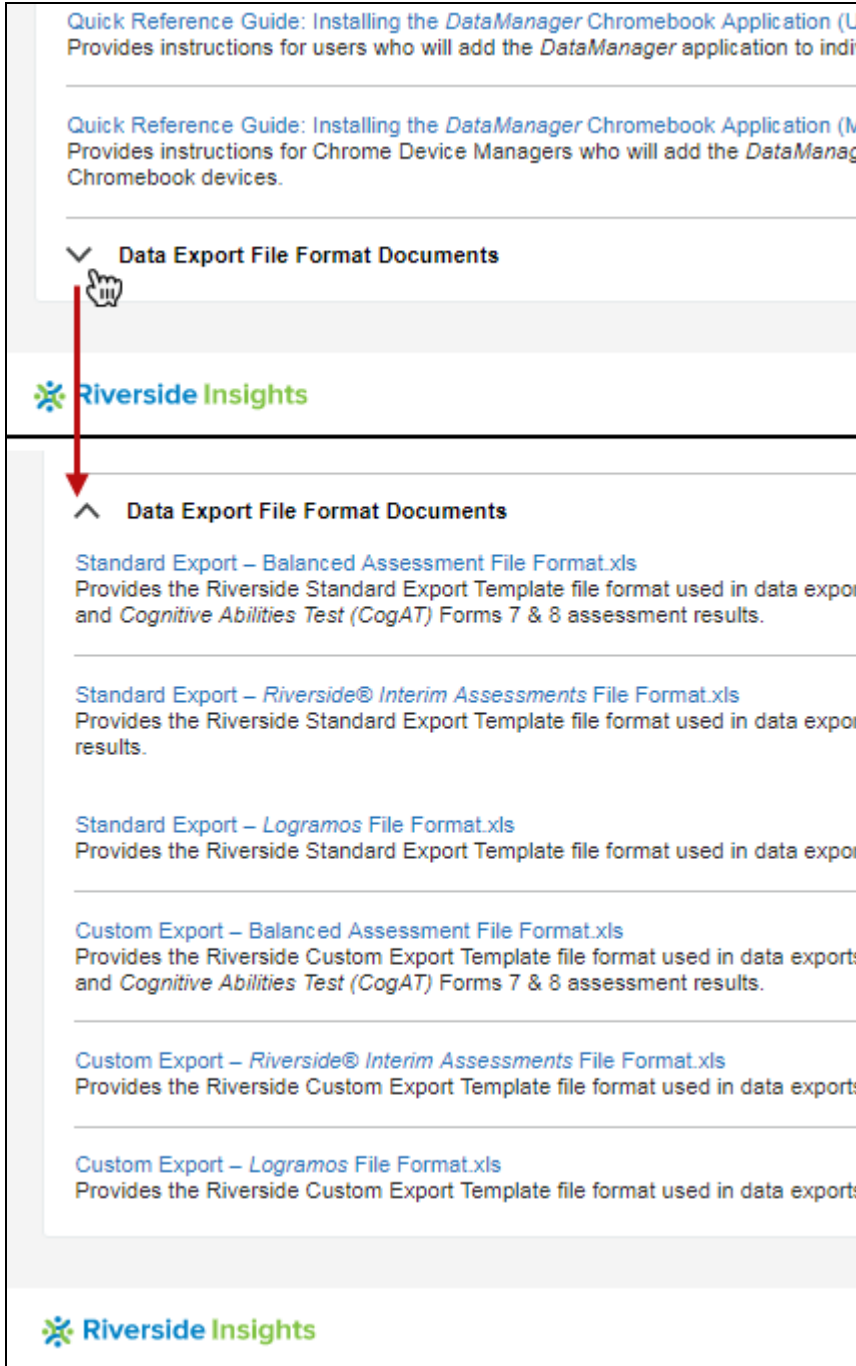 Quick Reference Guide: Installing the DataManager Chromebook Application (U
Provides instructions for users who will add the DataManager application to indi
Quick Reference Guide: Installing the DataManager Chromebook Application (M
Provides instructions for Chrome Device Managers who will add the DataManag
Chromebook devices.
Data Export File Format Documents
Riverside Insights
Data Export File Format Documents
Standard Export – Balanced Assessment File Format.xls
Provides the Riverside Standard Export Template file format used in data expor
and Cognitive Abilities Test (CogAT) Forms 7 & 8 assessment results.
Standard Export – Riverside® Interim Assessments File Format.xls
Provides the Riverside Standard Export Template file format used in data expor
results.
Standard Export – Logramos File Format.xls
Provides the Riverside Standard Export Template file format used in data expor
Custom Export – Balanced Assessment File Format.xls
Provides the Riverside Custom Export Template file format used in data exports
and Cognitive Abilities Test (CogAT) Forms 7 & 8 assessment results.
Custom Export – Riverside® Interim Assessments File Format.xls
Provides the Riverside Custom Export Template file format used in data exports
Custom Export – Logramos File Format.xls
Provides the Riverside Custom Export Template file format used in data exports
Riverside Insights